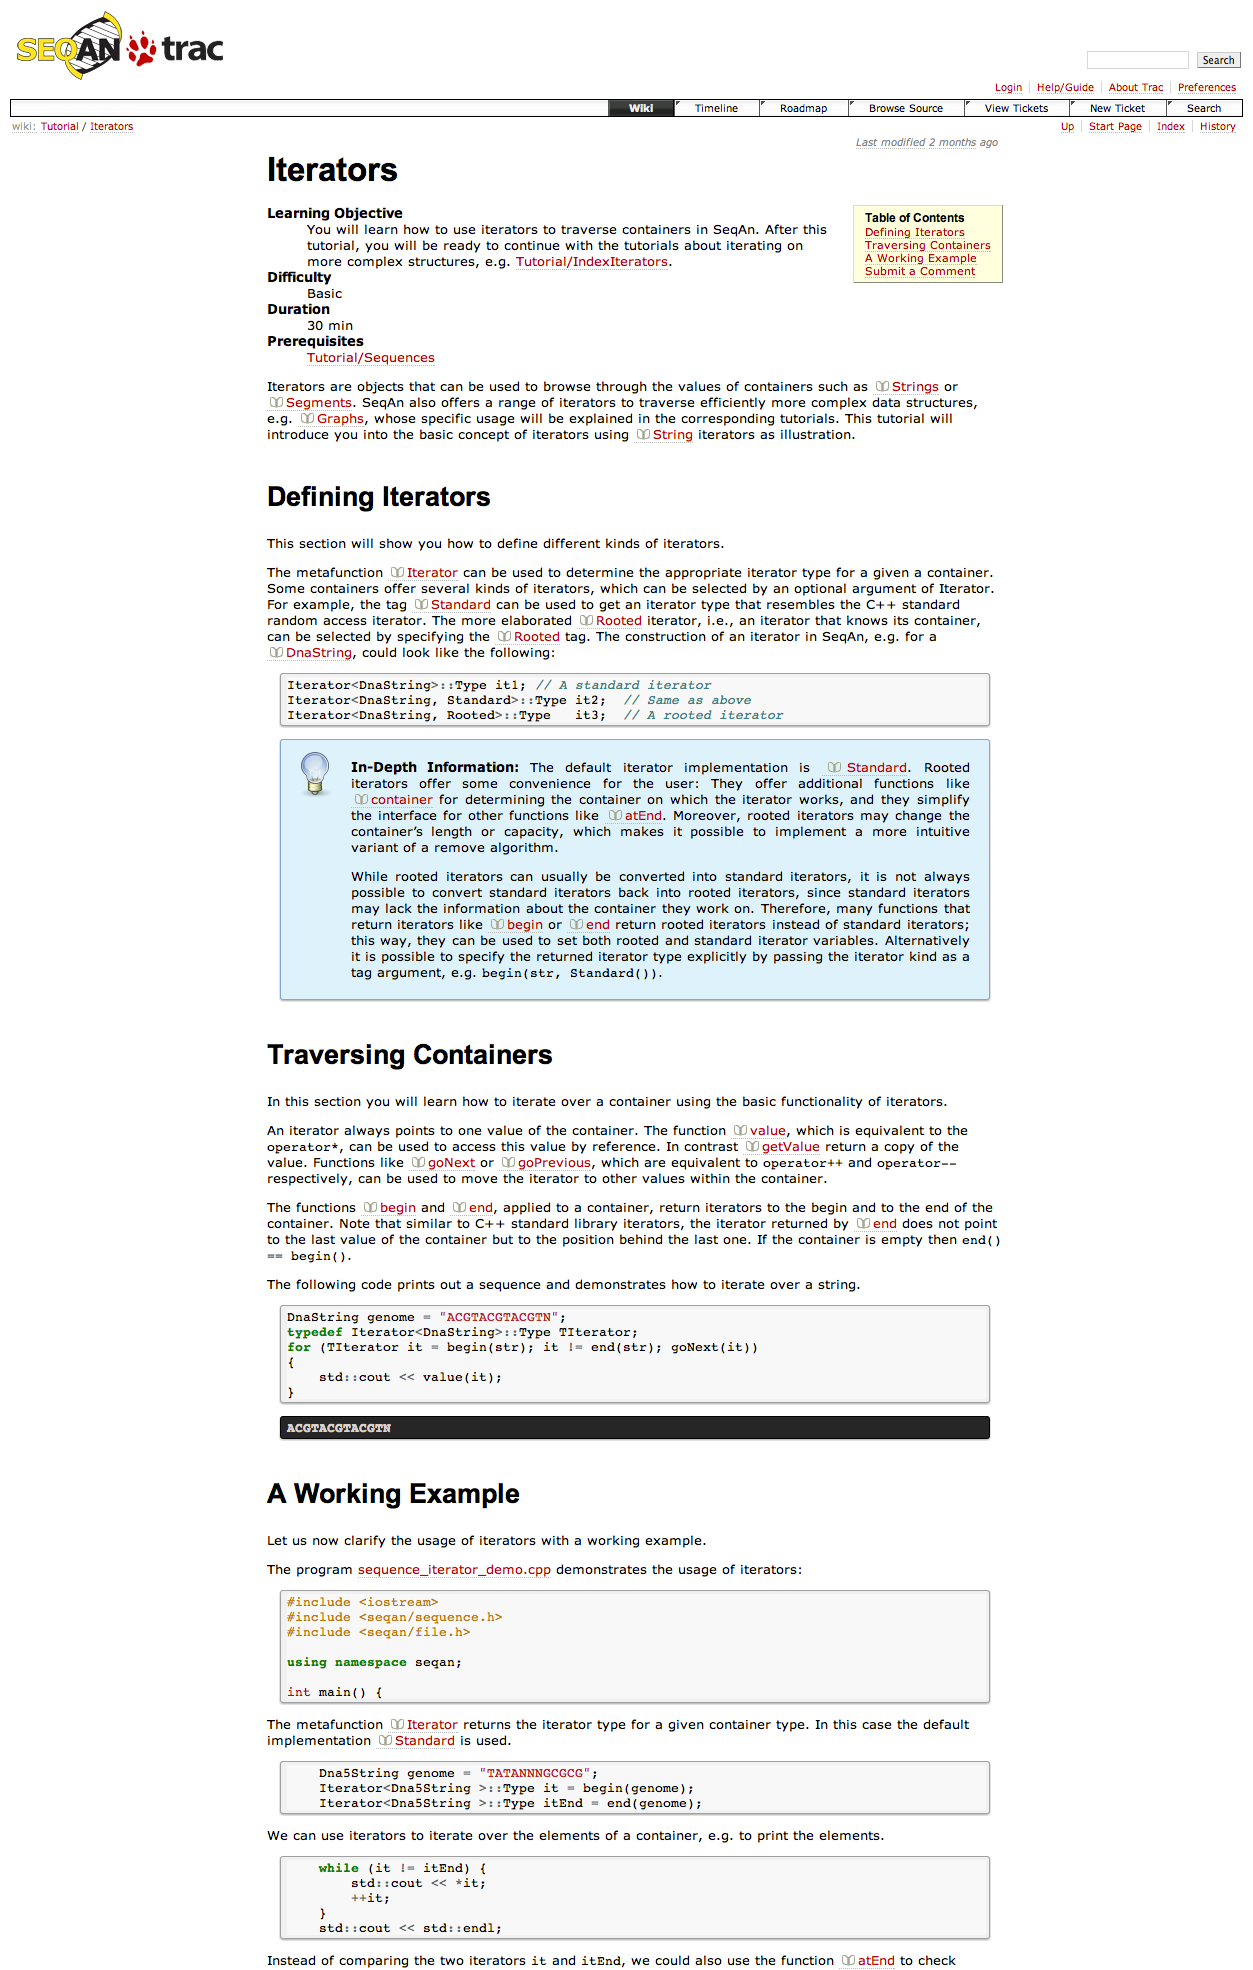 SEQAN trac
Search
Login Help/Guide About Trac Preferences
Wiki Timeline Roadmap Browse Source View Tickets New Ticket Search
wiki: Tutorial / Iterators
Up Start Page Index History
Last modified 2 months ago
Iterators
Learning Objective
You will learn how to use iterators to traverse containers in SeqAn. After this
tutorial, you will be ready to continue with the tutorials about iterating on
more complex structures, e.g. Tutorial/IndexIterators.
Difficulty
Basic
Duration
30 min
Prerequisites
Tutorial/Sequences
Table of Contents
Defining Iterators
Traversing Containers
A Working Example
Submit a Comment
Iterators are objects that can be used to browse through the values of containers such as Strings or
Segments. SeqAn also offers a range of iterators to traverse efficiently more complex data structures,
e.g. Graphs, whose specific usage will be explained in the corresponding tutorials. This tutorial will
introduce you into the basic concept of iterators using String iterators as illustration.
Defining Iterators
This section will show you how to define different kinds of iterators.
The metafunction Iterator can be used to determine the appropriate iterator type for a given a container.
Some containers offer several kinds of iterators, which can be selected by an optional argument of Iterator.
For example, the tag Standard can be used to get an iterator type that resembles the C++ standard
random access iterator. The more elaborated Rooted iterator, i.e., an iterator that knows its container,
can be selected by specifying the Rooted tag. The construction of an iterator in SeqAn, e.g. for a
DnaString, could look like the following:
Iterator<DnaString>::Type it1; // A standard iterator
Iterator<DnaString, Standard>::Type it2;  // Same as above
Iterator<DnaString, Rooted>::Type   it3;  // A rooted iterator
In-Depth Information: The default iterator implementation is Standard. Rooted
iterators offer some convenience for the user: They offer additional functions like
container for determining the container on which the iterator works, and they simplify
the interface for other functions like atEnd. Moreover, rooted iterators may change the
container's length or capacity, which makes it possible to implement a more intuitive
variant of a remove algorithm.
While rooted iterators can usually be converted into standard iterators, it is not always
possible to convert standard iterators back into rooted iterators, since standard iterators
may lack the information about the container they work on. Therefore, many functions that
return iterators like begin or end return rooted iterators instead of standard iterators;
this way, they can be used to set both rooted and standard iterator variables. Alternatively
it is possible to specify the returned iterator type explicitly by passing the iterator kind as a
tag argument, e.g. begin(str, Standard()).
Traversing Containers
In this section you will learn how to iterate over a container using the basic functionality of iterators.
An iterator always points to one value of the container. The function value, which is equivalent to the
operator*, can be used to access this value by reference. In contrast getValue return a copy of the
value. Functions like goNext or goPrevious, which are equivalent to operator++ and operator--
respectively, can be used to move the iterator to other values within the container.
The functions begin and end, applied to a container, return iterators to the begin and to the end of the
container. Note that similar to C++ standard library iterators, the iterator returned by end does not point
to the last value of the container but to the position behind the last one. If the container is empty then end()
== begin().
The following code prints out a sequence and demonstrates how to iterate over a string.
DnaString genome = "ACGTACGTACGTN";
typedef Iterator<DnaString>::Type TIterator;
for (TIterator it = begin(str); it != end(str); goNext(it))
{
    std::cout << value(it);
}
ACGTACGTACGTN
A Working Example
Let us now clarify the usage of iterators with a working example.
The program sequence_iterator_demo.cpp demonstrates the usage of iterators:
#include <iostream>
#include <seqan/sequence.h>
#include <seqan/file.h>
using namespace seqan;
int main() {
The metafunction Iterator returns the iterator type for a given container type. In this case the default
implementation Standard is used.
    Dna5String genome = "TATANNNGCGCG";
    Iterator<Dna5String >::Type it = begin(genome);
    Iterator<Dna5String >::Type itEnd = end(genome);
We can use iterators to iterate over the elements of a container, e.g. to print the elements.
    while (it != itEnd) {
        std::cout << *it;
        ++it;
    }
    std::cout << std::endl;
Instead of comparing the two iterators it and itEnd, we could also use the function atEnd to check